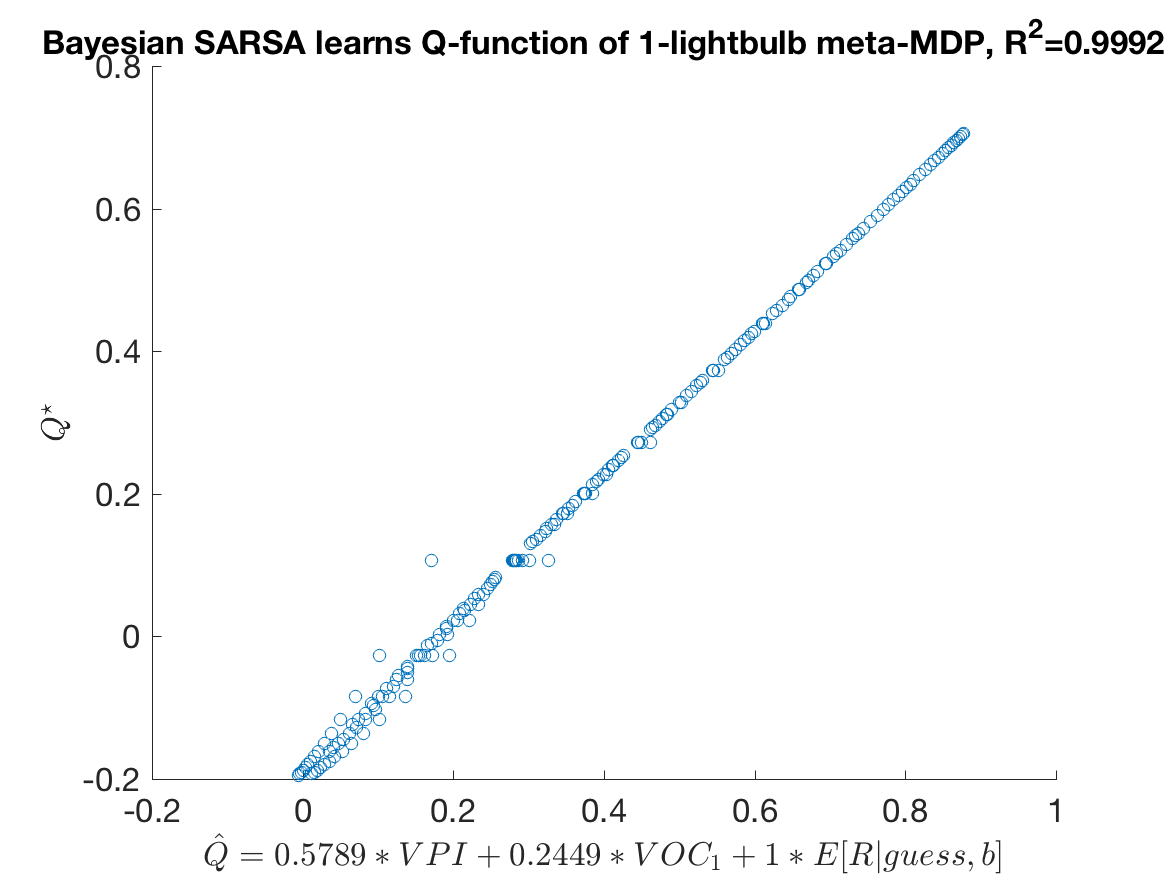 Bayesian SARSA learns Q-function of 1-lightbulb meta-MDP, R²=0.9992
0.8
0.6
0.4
0.2
0
-0.2
Q⋆
-0.2 0 0.2 0.4 0.6 0.8 1
Q̂ = 0.5789 ∗ VPI + 0.2449 ∗ VOC₁ + 1 ∗ E[R|guess, b]